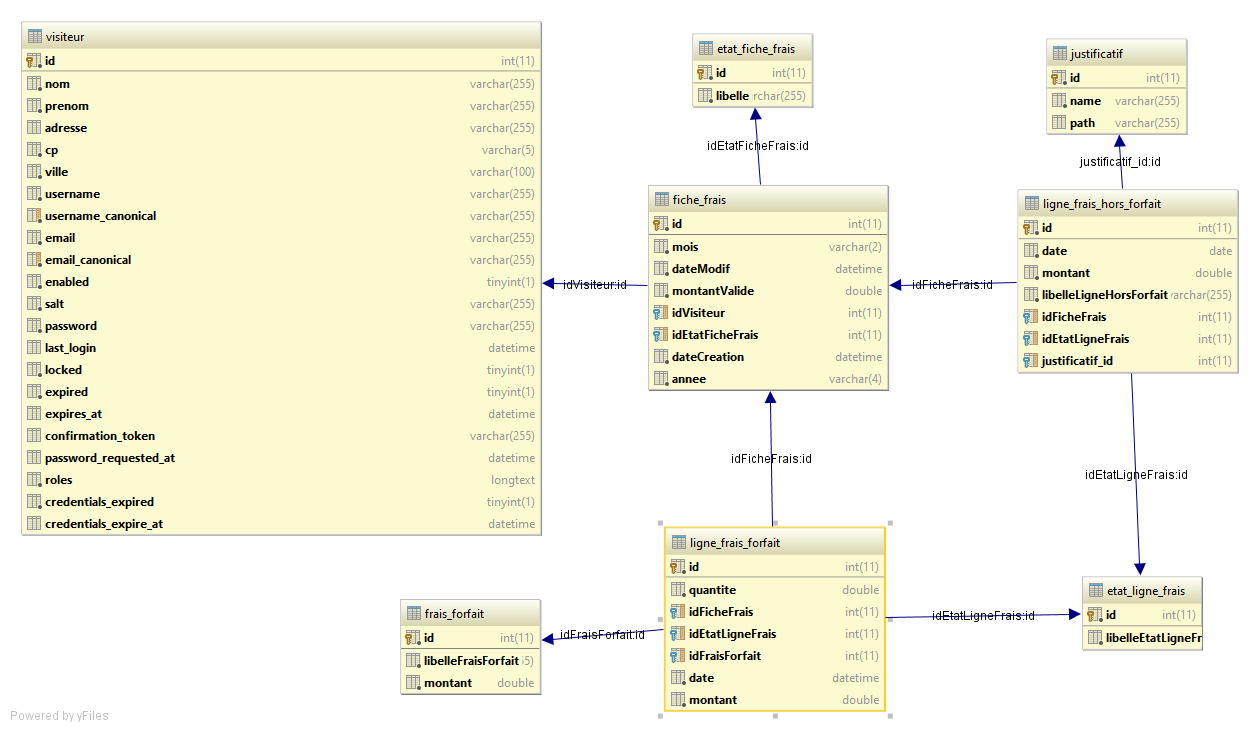 visiteur
id int(11)
nom varchar(255)
prenom varchar(255)
adresse varchar(255)
cp varchar(5)
ville varchar(100)
username varchar(255)
username_canonical varchar(255)
email varchar(255)
email_canonical varchar(255)
enabled tinyint(1)
salt varchar(255)
password varchar(255)
last_login datetime
locked tinyint(1)
expired tinyint(1)
expires_at datetime
confirmation_token varchar(255)
password_requested_at datetime
roles longtext
credentials_expired tinyint(1)
credentials_expire_at datetime
etat_fiche_frais
id int(11)
libelle rchar(255)
idEtatFicheFrais:id
justificatif
id int(11)
name varchar(255)
path varchar(255)
justificatif_id:id
fiche_frais
id int(11)
mois varchar(2)
dateModif datetime
montantValide double
idVisiteur int(11)
idEtatFicheFrais int(11)
dateCreation datetime
annee varchar(4)
idVisiteur:id
idFicheFrais:id
ligne_frais_hors_forfait
id int(11)
date date
montant double
libelleLigneHorsForfait varchar(255)
idFicheFrais int(11)
idEtatLigneFrais int(11)
justificatif_id int(11)
idFicheFrais:id
idEtatLigneFrais:id
ligne_frais_forfait
id int(11)
quantite double
idFicheFrais int(11)
idEtatLigneFrais int(11)
idFraisForfait int(11)
date datetime
montant double
idFraisForfait:id
idEtatLigneFrais:id
frais_forfait
id int(11)
libelleFraisForfait 5)
montant double
etat_ligne_frais
id int(11)
libelleEtatLigneFr
Powered by yFiles